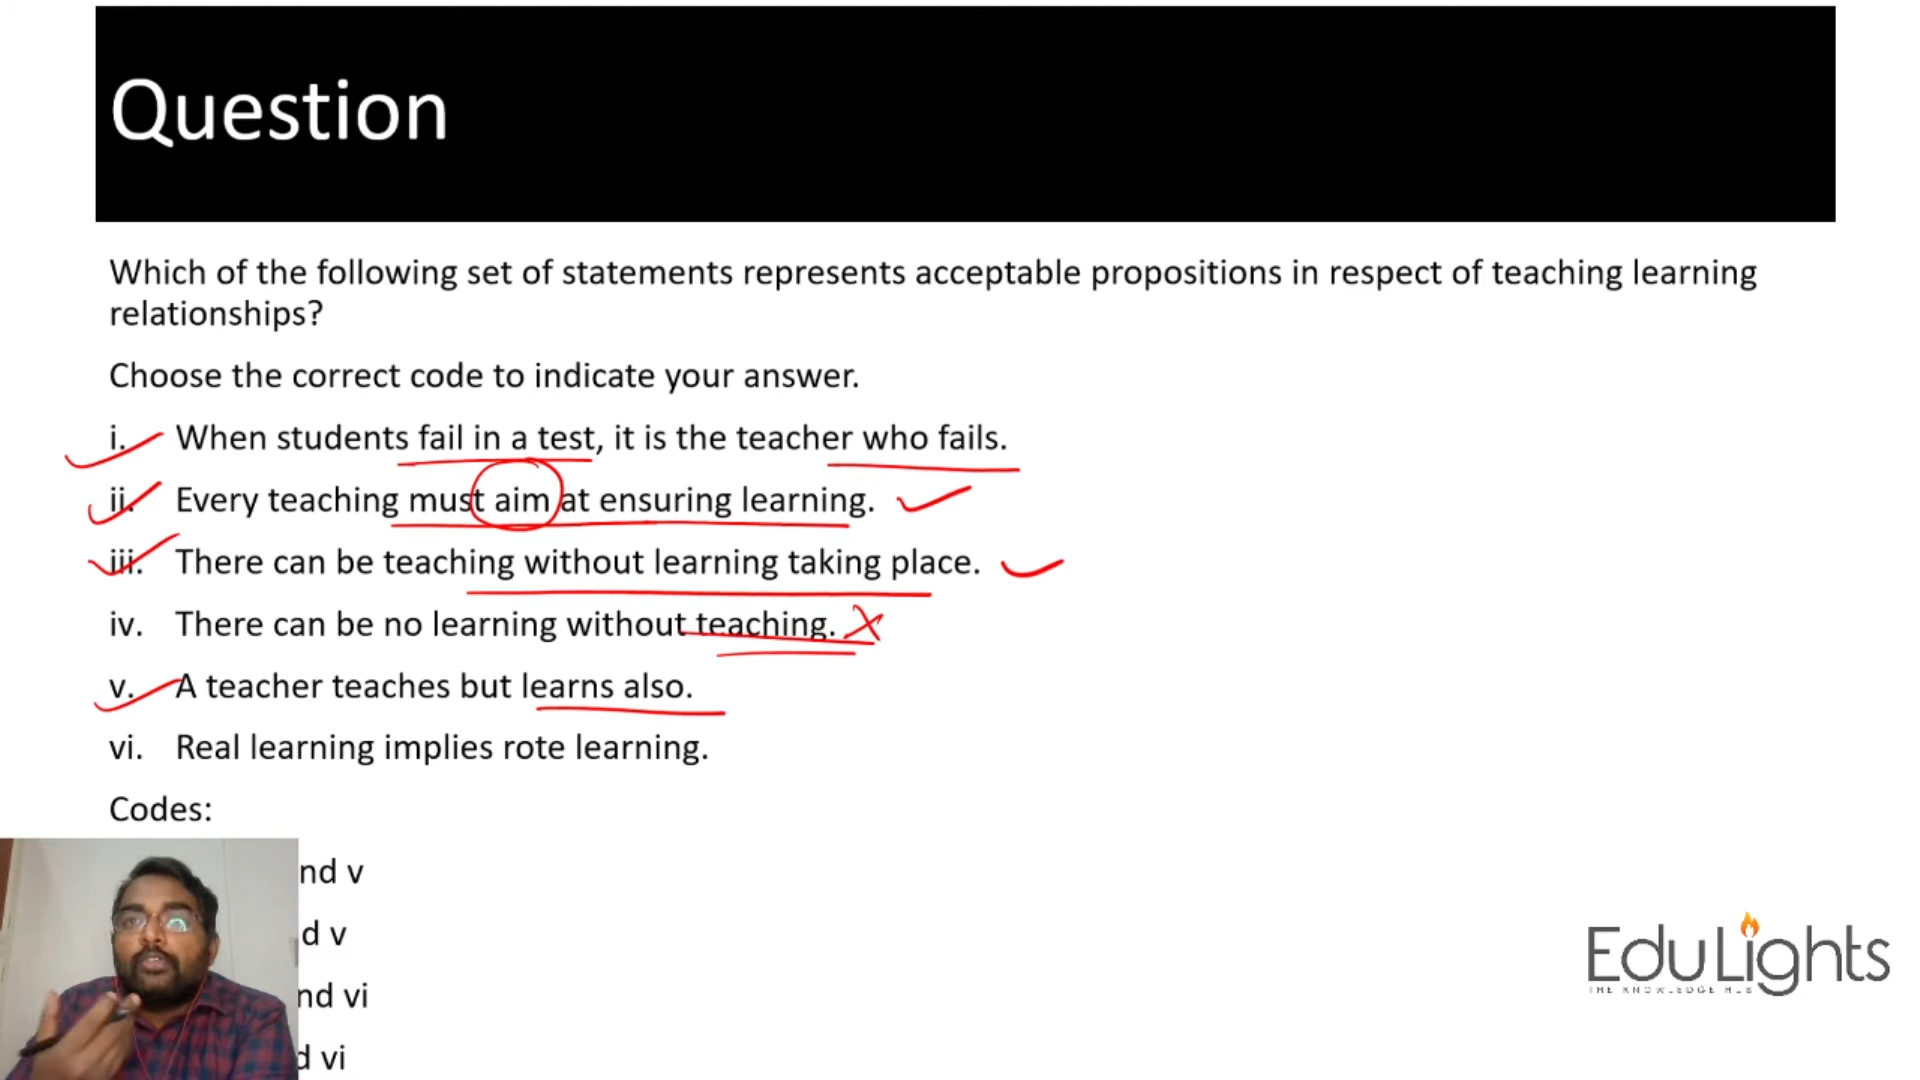 Question
Which of the following set of statements represents acceptable propositions in respect of teaching learning
relationships?
Choose the correct code to indicate your answer.
i. When students fail in a test, it is the teacher who fails.
ii. Every teaching must aim at ensuring learning.
iii. There can be teaching without learning taking place.
iv. There can be no learning without teaching.
v. A teacher teaches but learns also.
vi. Real learning implies rote learning.
Codes:
nd v
d v
nd vi
d vi
EduLights
THE KNOWLEDGE HUB